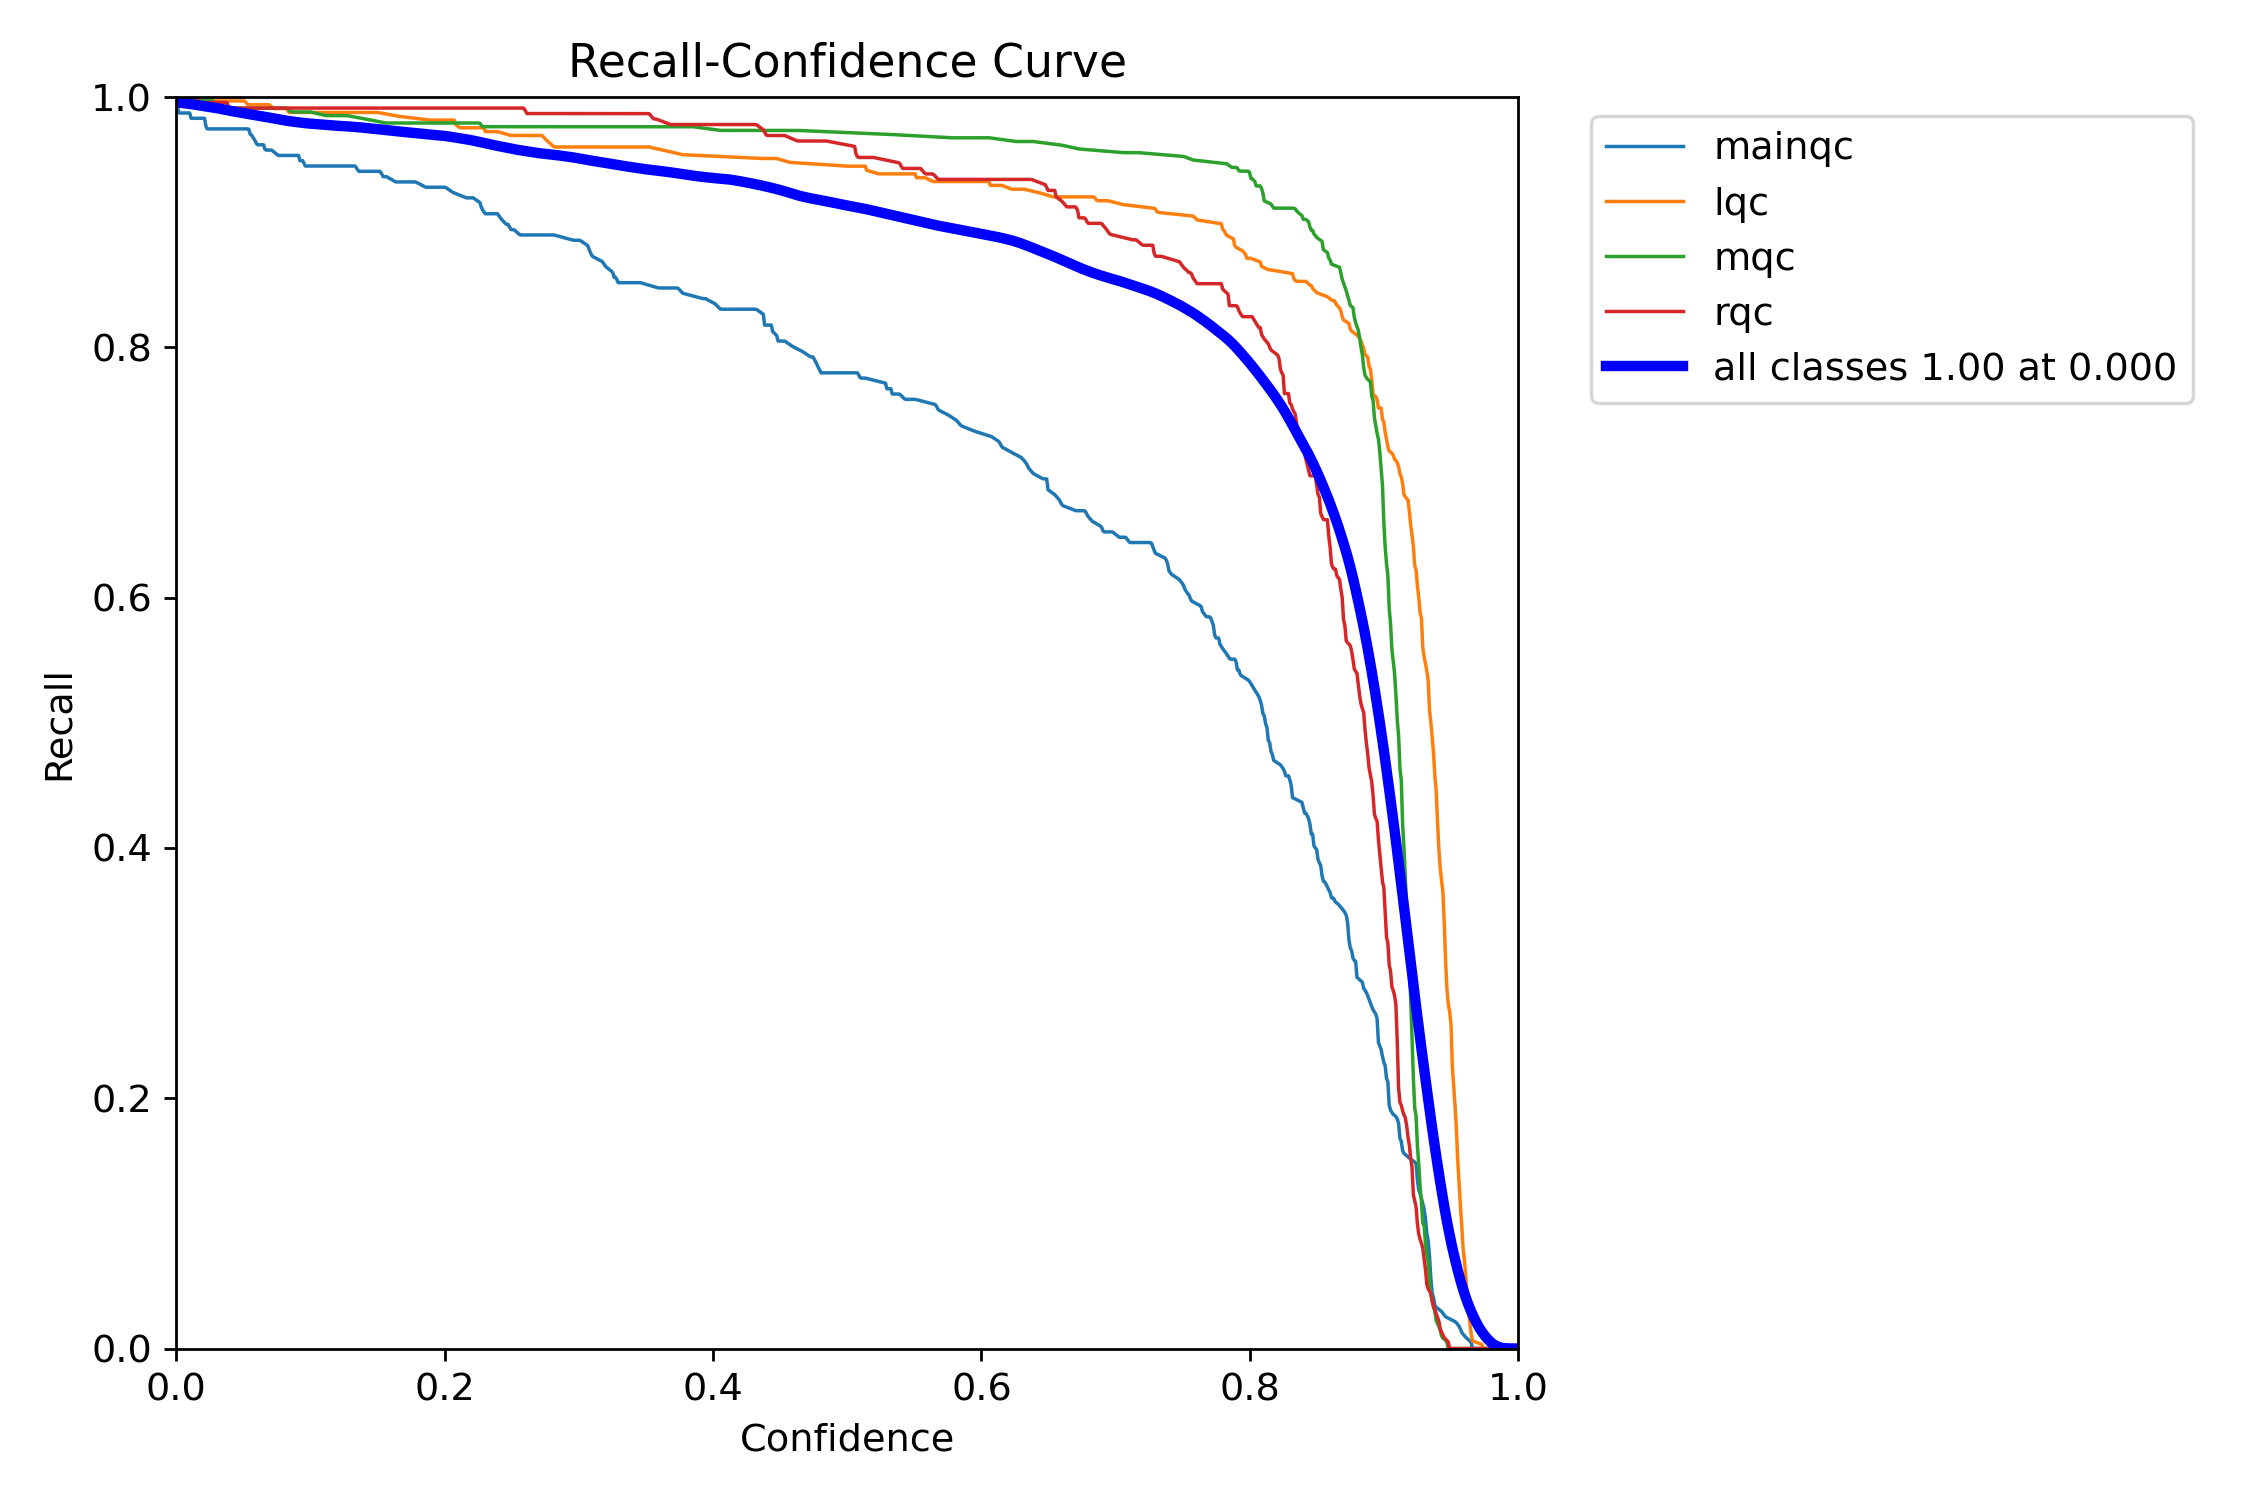 Recall-Confidence Curve
1.0
0.8
0.6
0.4
0.2
0.0
Recall
0.0 0.2 0.4 0.6 0.8 1.0
Confidence
mainqc
lqc
mqc
rqc
all classes 1.00 at 0.000